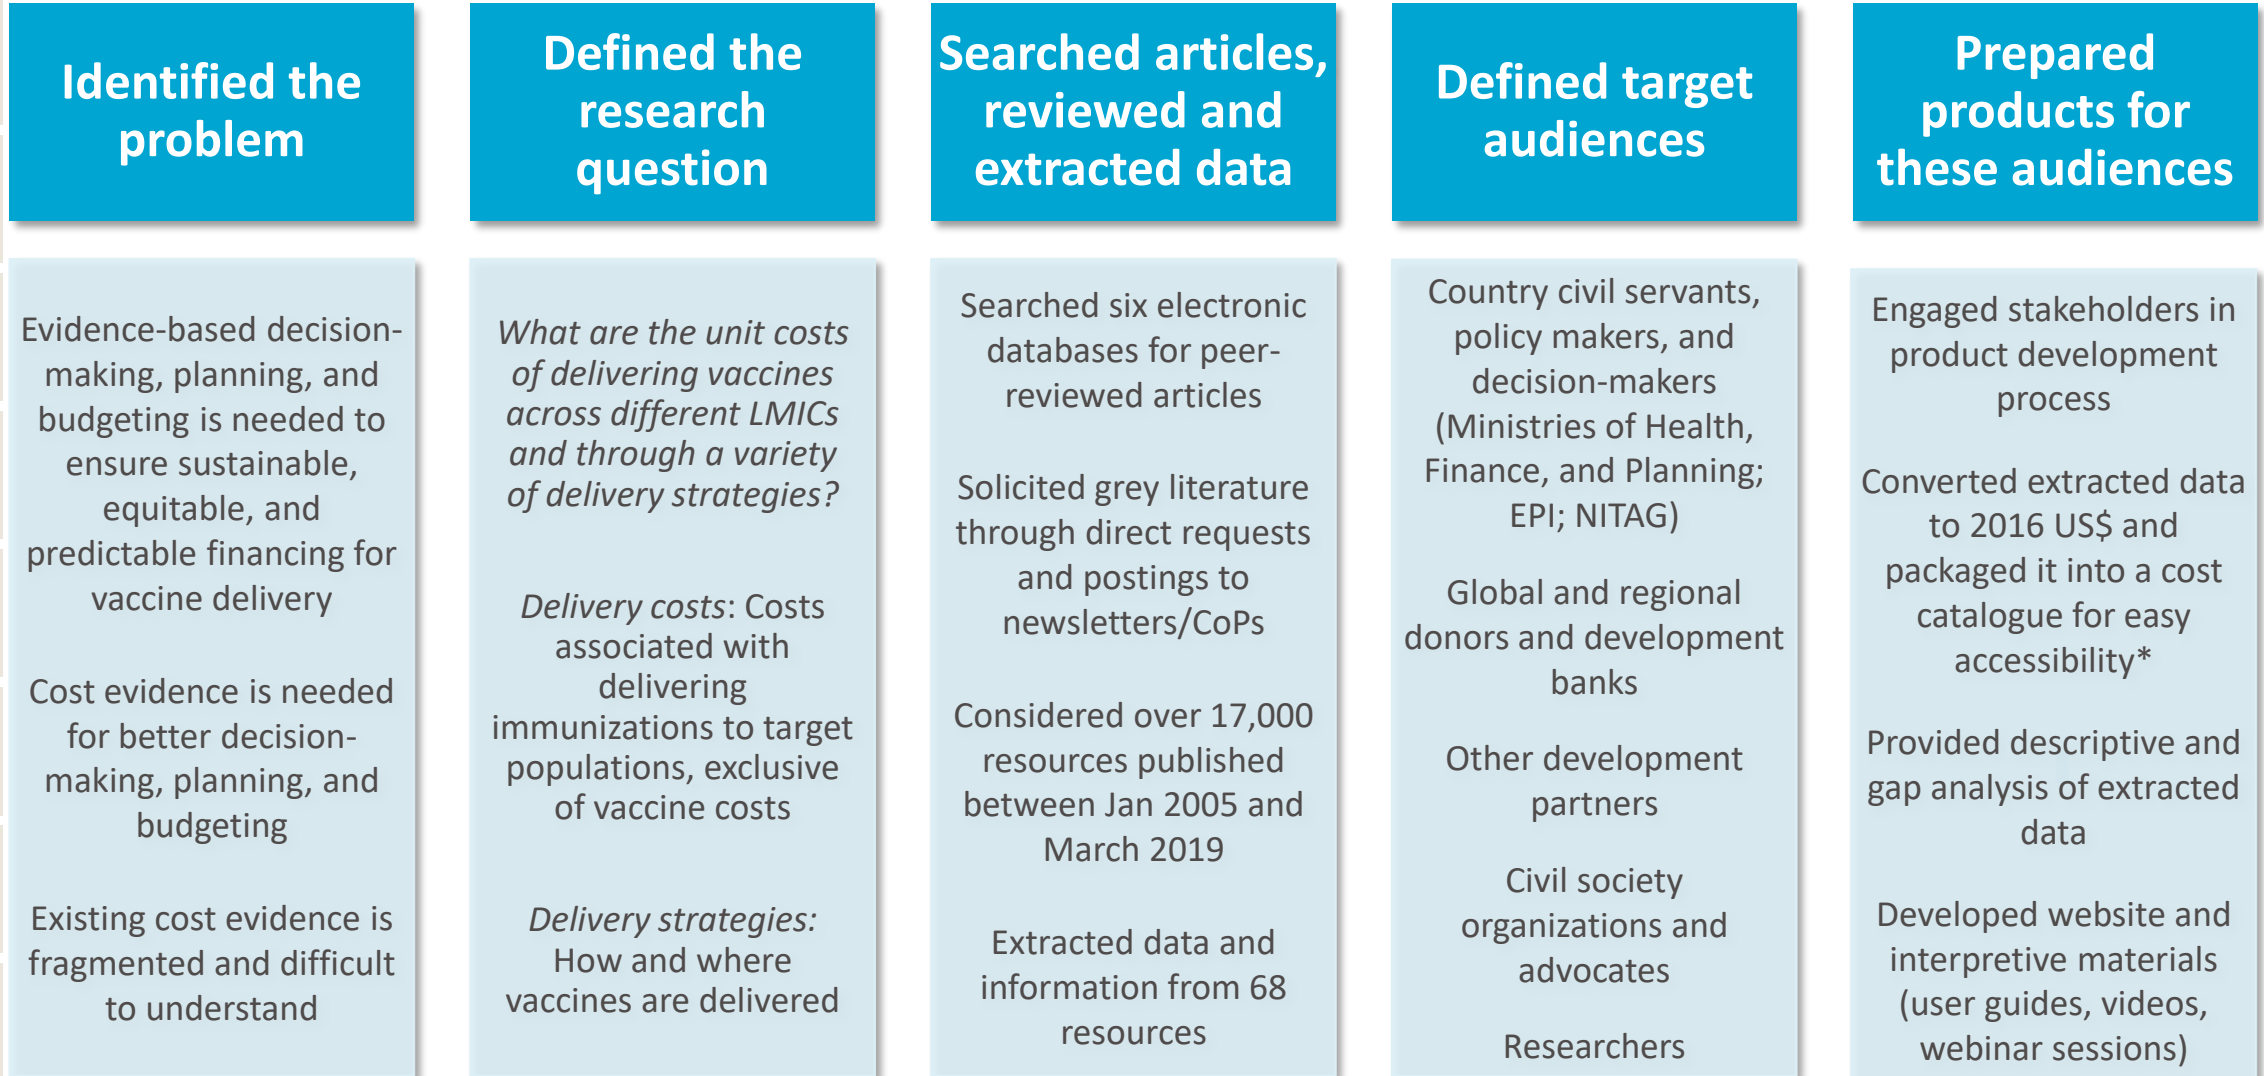 Identified the
problem
Evidence-based decision-
making, planning, and
budgeting is needed to
ensure sustainable,
equitable, and
predictable financing for
vaccine delivery
Cost evidence is needed
for better decision-
making, planning, and
budgeting
Existing cost evidence is
fragmented and difficult
to understand
Defined the
research
question
What are the unit costs
of delivering vaccines
across different LMICs
and through a variety
of delivery strategies?
Delivery costs: Costs
associated with
delivering
immunizations to target
populations, exclusive
of vaccine costs
Delivery strategies:
How and where
vaccines are delivered
Searched articles,
reviewed and
extracted data
Searched six electronic
databases for peer-
reviewed articles
Solicited grey literature
through direct requests
and postings to
newsletters/CoPs
Considered over 17,000
resources published
between Jan 2005 and
March 2019
Extracted data and
information from 68
resources
Defined target
audiences
Country civil servants,
policy makers, and
decision-makers
(Ministries of Health,
Finance, and Planning;
EPI; NITAG)
Global and regional
donors and development
banks
Other development
partners
Civil society
organizations and
advocates
Researchers
Prepared
products for
these audiences
Engaged stakeholders in
product development
process
Converted extracted data
to 2016 US$ and
packaged it into a cost
catalogue for easy
accessibility*
Provided descriptive and
gap analysis of extracted
data
Developed website and
interpretive materials
(user guides, videos,
webinar sessions)